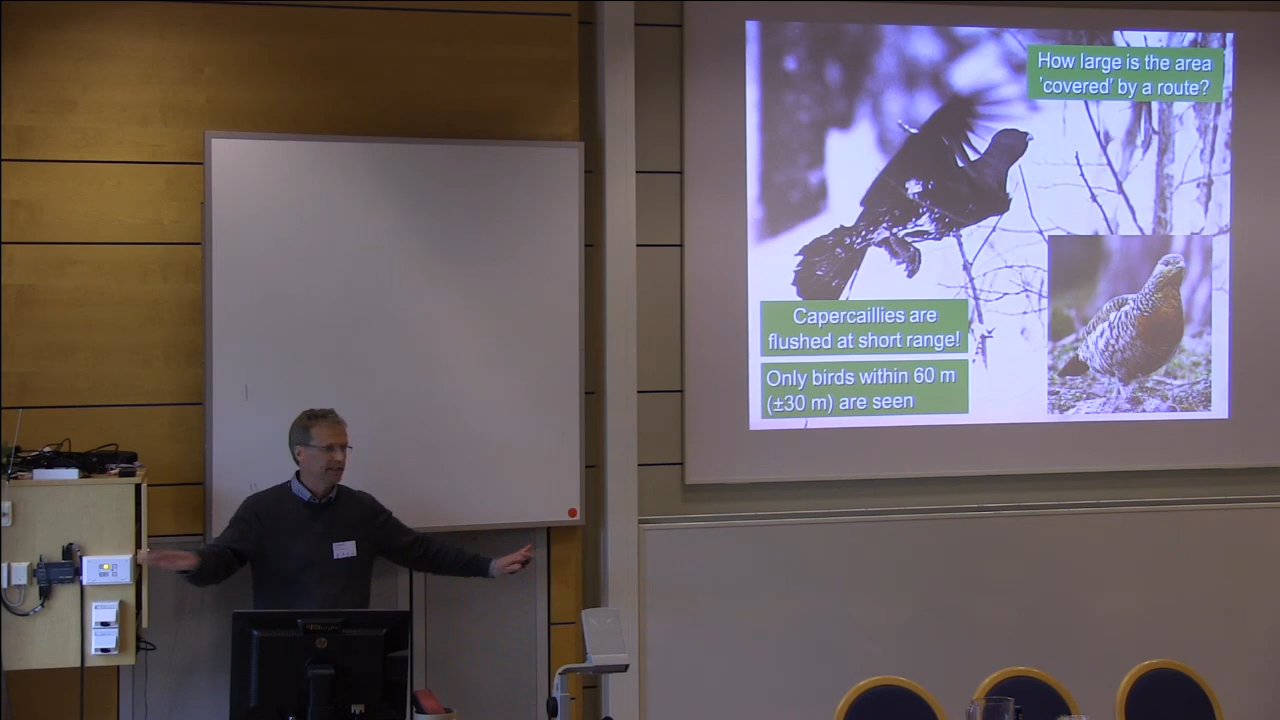 How large is the area
'covered' by a route?
Capercaillies are
flushed at short range!
Only birds within 60 m
(±30 m) are seen
hp